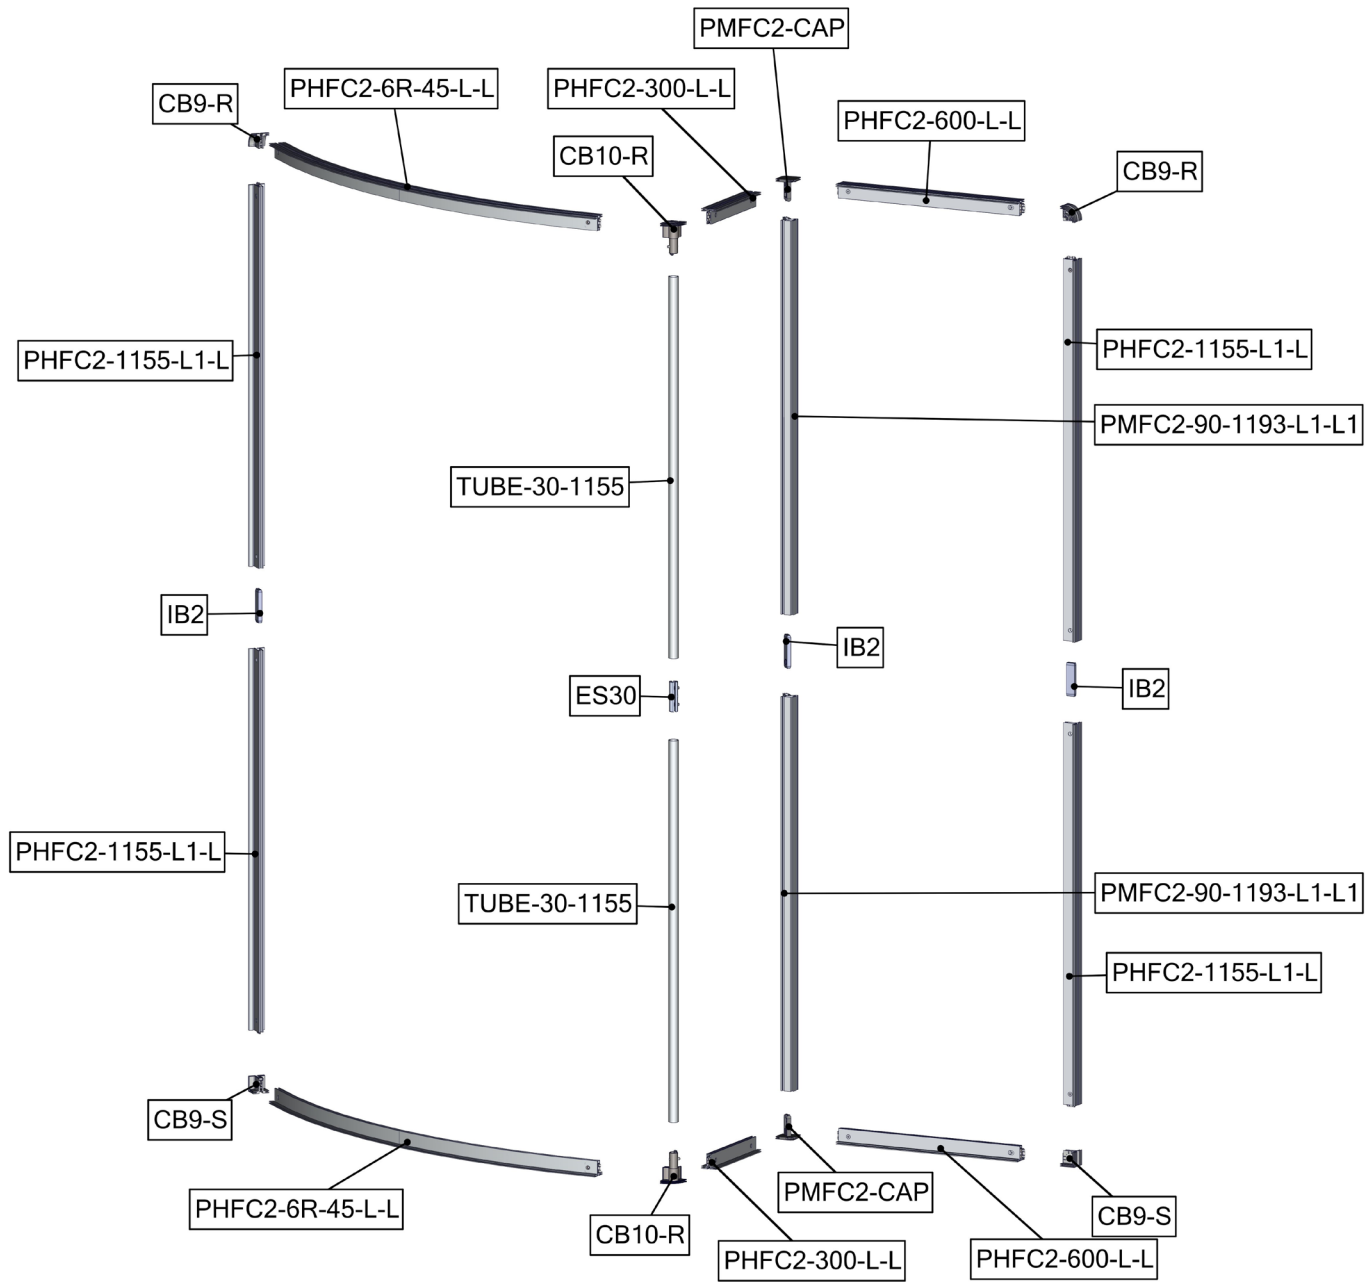 PMFC2-CAP
PHFC2-6R-45-L-L
PHFC2-300-L-L
CB9-R
PHFC2-600-L-L
CB10-R
CB9-R
PHFC2-1155-L1-L
PHFC2-1155-L1-L
PMFC2-90-1193-L1-L1
TUBE-30-1155
IB2
IB2
ES30
IB2
PHFC2-1155-L1-L
TUBE-30-1155
PMFC2-90-1193-L1-L1
PHFC2-1155-L1-L
CB9-S
PMFC2-CAP
PHFC2-6R-45-L-L
CB9-S
CB10-R
PHFC2-300-L-L
PHFC2-600-L-L